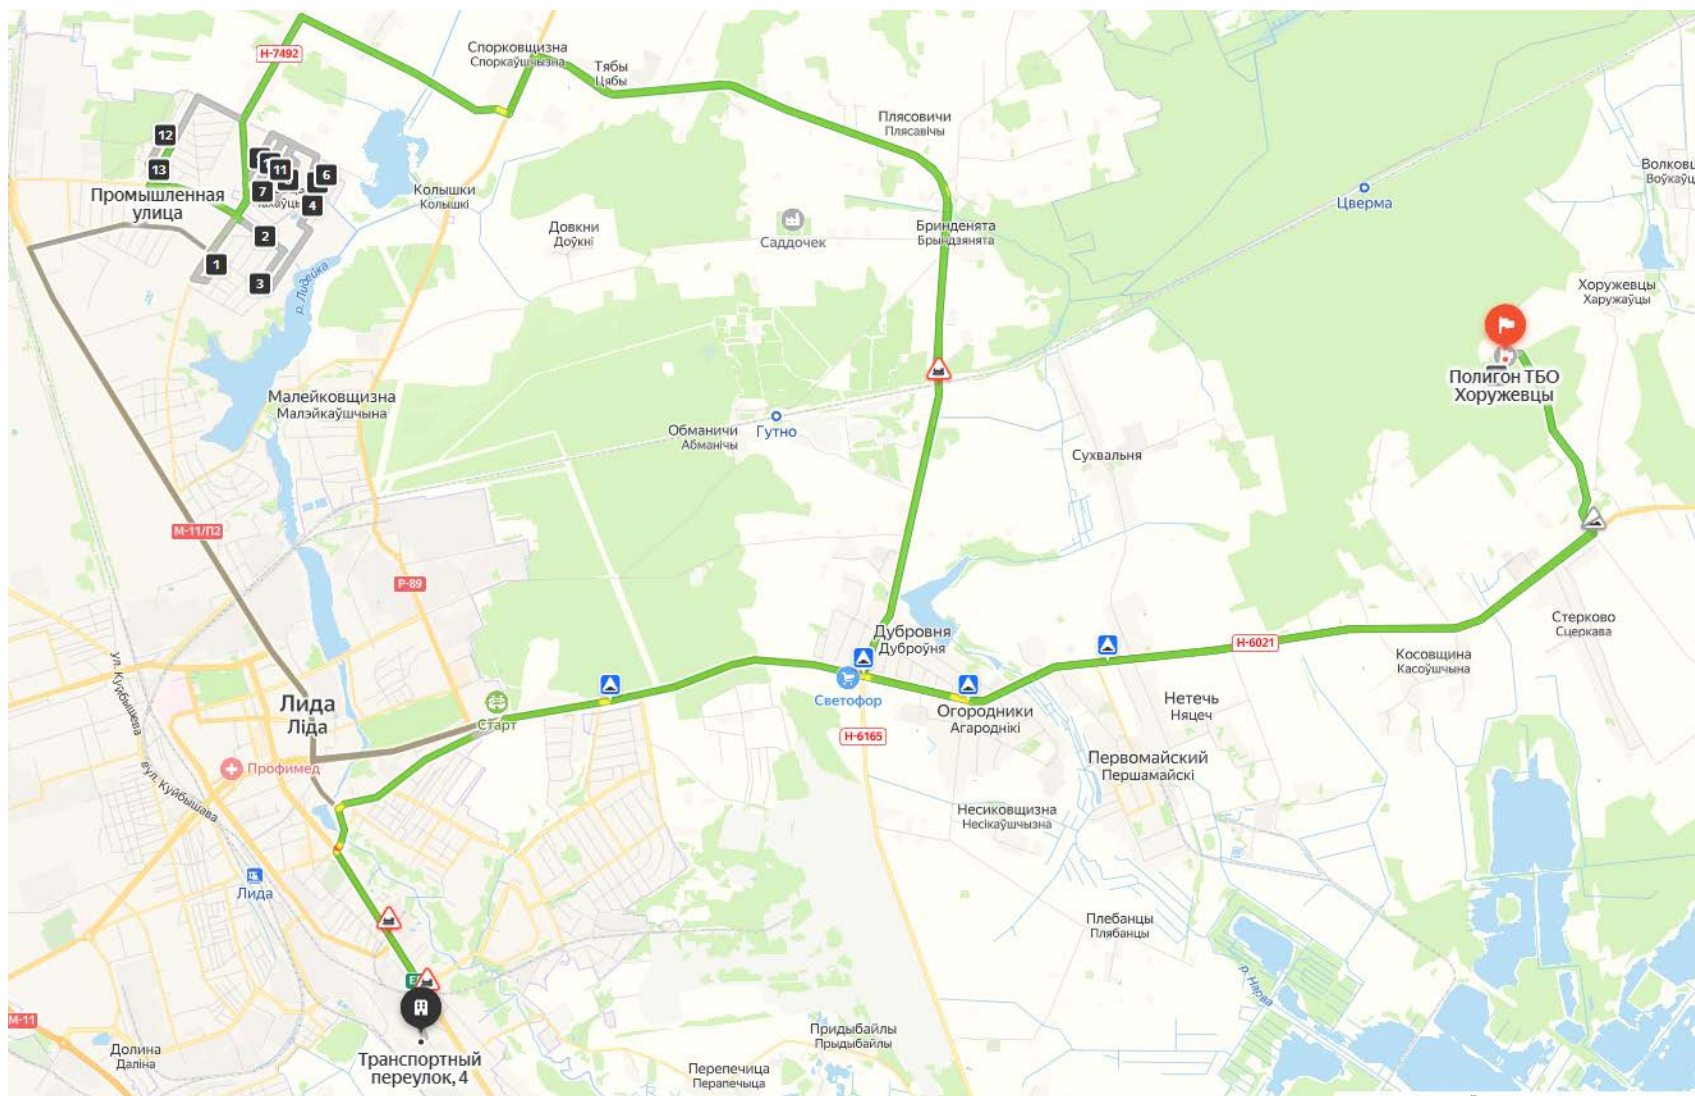 Н-7492
Спорковщизна
Споркӑўшчызна
Тябы
Цябы
Плясовичи
Плясавічы
12
13
11
6
7
4
Промышленная
улица
2
1
3
Колышки
Колышкі
Довкни
Доўкні
Саддочек
Бринденята
Брындзянята
Цверма
Волковц
Воўкаўц
Хоружевцы
Харужаўцы
р. Лидейка
Полигон ТБО
Хоружевцы
Малейковщизна
Малэйкаўшчына
Обманичи
Абманічы
Гутно
Сухвальня
М-11/П2
Р-89
Дубровня
Дуброўня
Н-6021
Стерково
Сцеркава
Косовщина
Касоўшчына
ул. Куйбышева
Лида
Ліда
Старт
Светофор
Огородники
Агароднікі
Нетечь
Няцеч
Н-6165
Профимед
Первомайский
Першамайскі
вул. Куйбышава
Несиковщизна
Несікаўшчызна
Лида
Плебанцы
Плябанцы
р. Нарва
М-11
Транспортный
переулок, 4
Долина
Даліна
Придыбайлы
Прыдыбайлы
Перепечица
Перапечыца